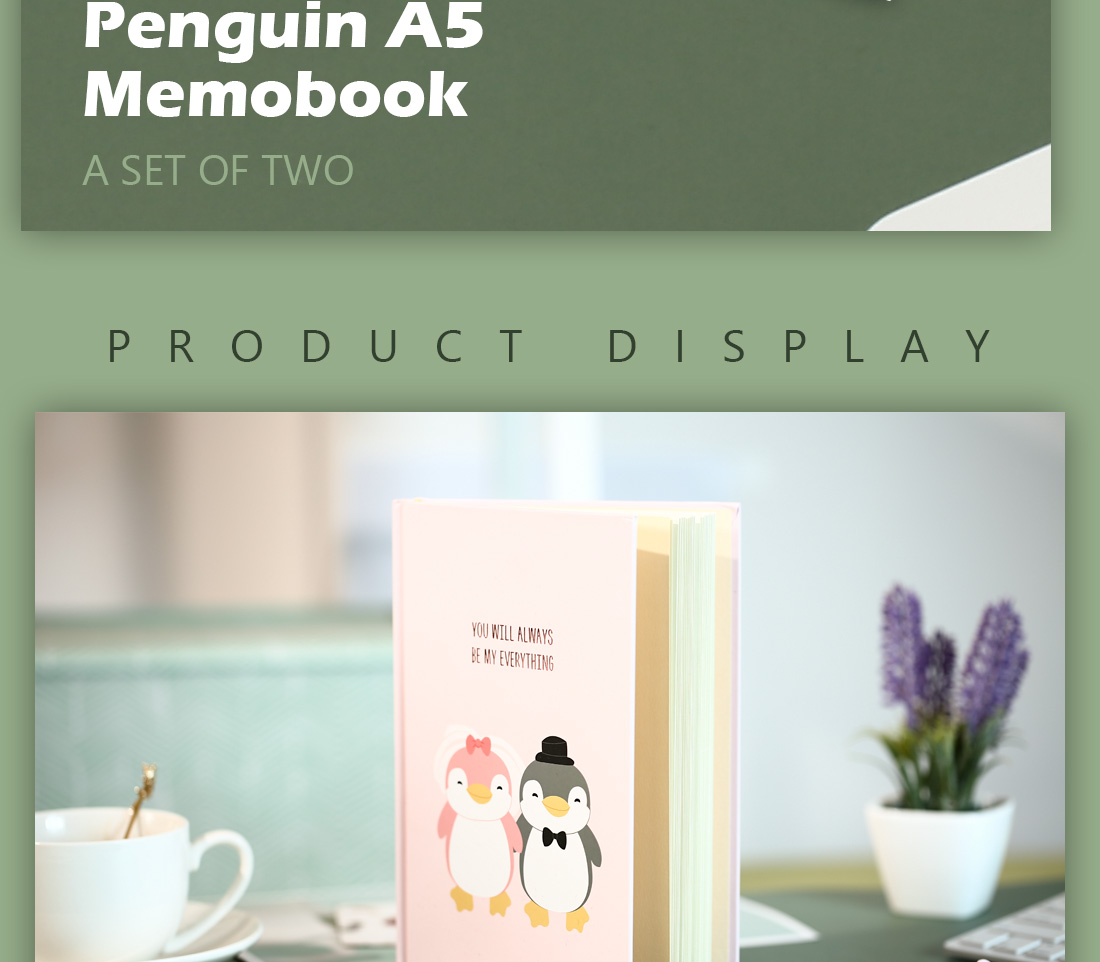 Penguin A5
Memobook
A SET OF TWO
PRODUCT DISPLAY
YOU WILL ALWAYS
BE MY EVERYTHING